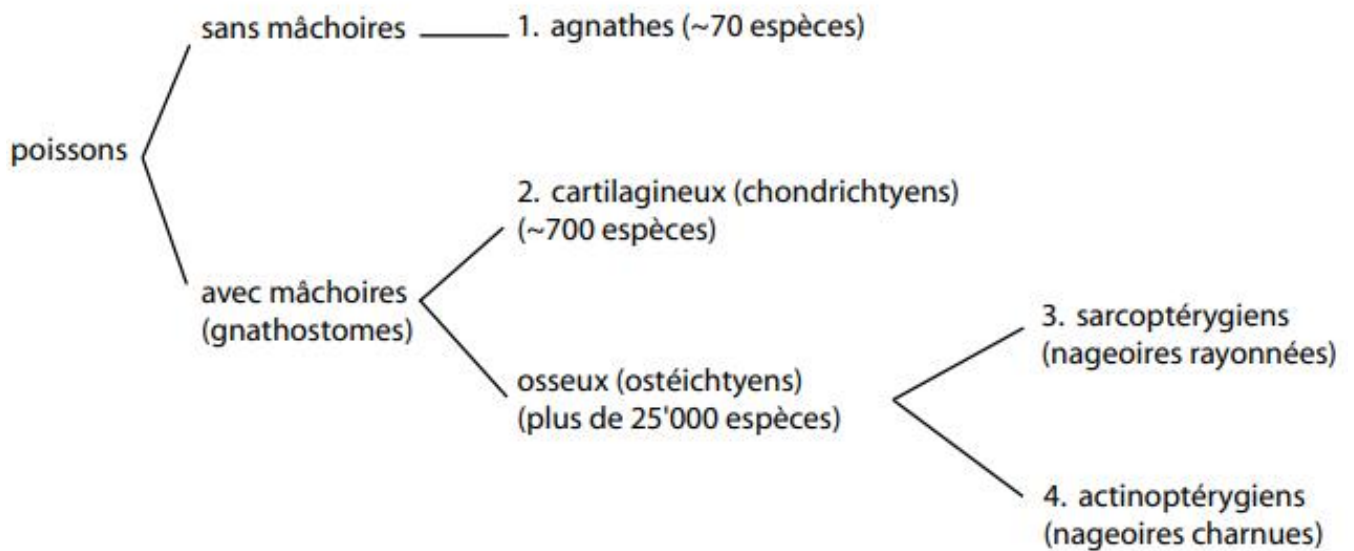 sans mâchoires
1. agnathes (~70 espèces)
poissons
2. cartilagineux (chondrichtyens)
(~700 espèces)
avec mâchoires
(gnathostomes)
3. sarcoptérygiens
(nageoires rayonnées)
osseux (ostéichtyens)
(plus de 25'000 espèces)
4. actinoptérygiens
(nageoires charnues)